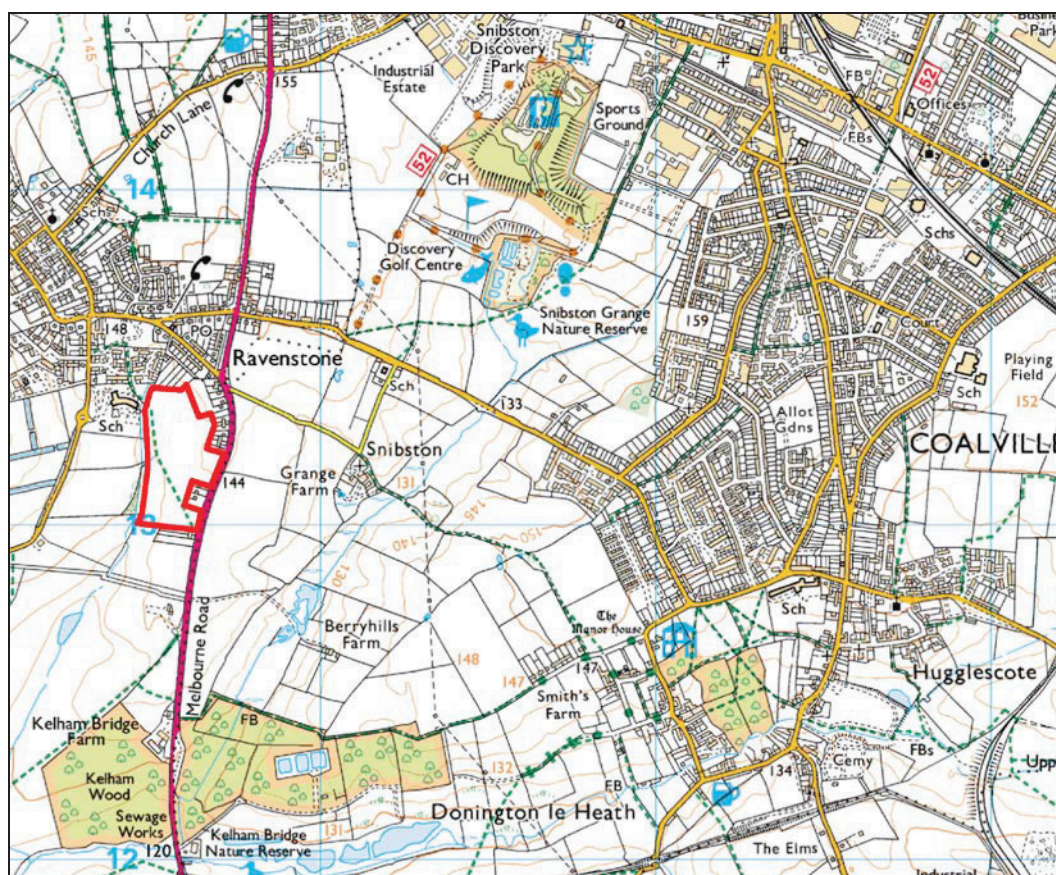 145
Snibston
Discovery
Park
Business
Park
52
FB
155
Industrial
Estate
Sports
Ground
Offices
FBs
Church Lane
52
CH
14
Schs
Schs
Discovery
Golf Centre
Snibston Grange
Nature Reserve
159
148
PO
Court
Ravenstone
Sch
133
Playing
Field
Sch
152
Sch
Allot
Gdns
COALVILLE
Snibston
144
Grange
Farm
131
145
13
150
140
130
Melbourne Road
Berryhills
Farm
The
Manor House
Sch
148
147
147
Hugglescote
Smith's
Farm
Kelham Bridge
Farm
FB
FBs
Upp
Kelham
Wood
132
134
Cemy
FB
Sewage
Works
Donington le Heath
131
120
12
Kelham Bridge
Nature Reserve
The Elms
Industrial